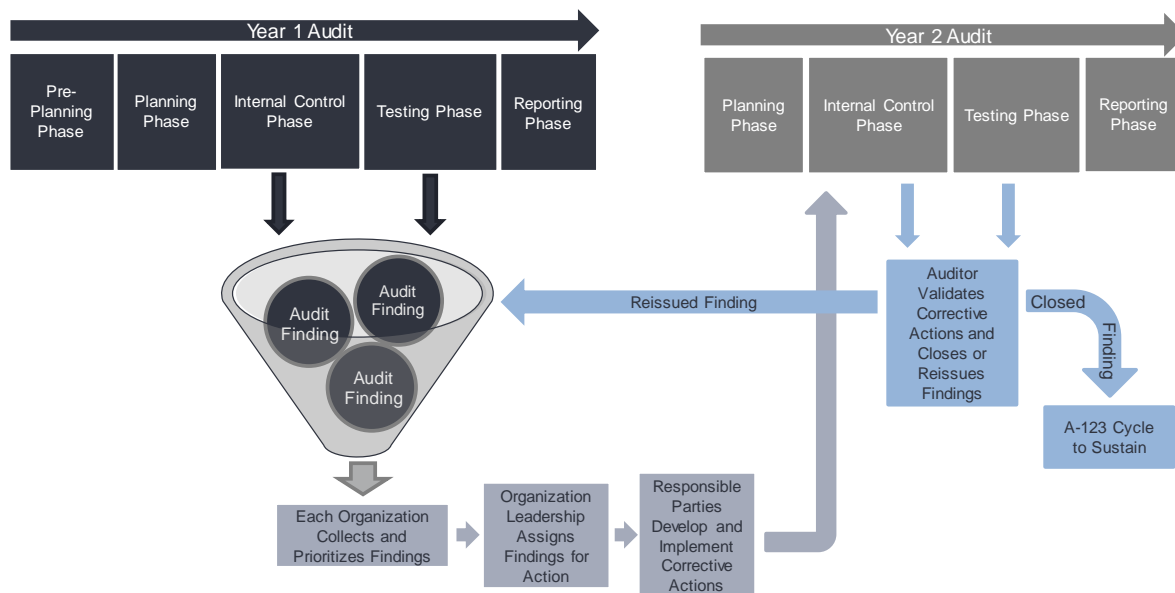 Year 1 Audit
Pre-
Planning
Phase
Planning
Phase
Internal Control
Phase
Testing Phase
Reporting
Phase
Year 2 Audit
Planning
Phase
Internal Control
Phase
Testing Phase
Reporting
Phase
Audit
Finding
Audit
Finding
Audit
Finding
Reissued Finding
Auditor
Validates
Corrective
Actions and
Closes or
Reissues
Findings
Closed
Finding
A-123 Cycle
to Sustain
Each Organization
Collects and
Prioritizes Findings
Organization
Leadership
Assigns
Findings for
Action
Responsible
Parties
Develop and
Implement
Corrective
Actions